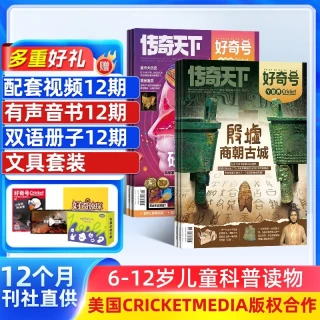 多重好礼
赠
配套视频12期
有声音书12期
双语册子12期
文具套装
传奇天下
好奇号
传奇天下
好奇号
殷墟
商朝古城
好奇号
12个月
刊社直供
6-12岁儿童科普读物
美国CRICKETMEDIA版权合作